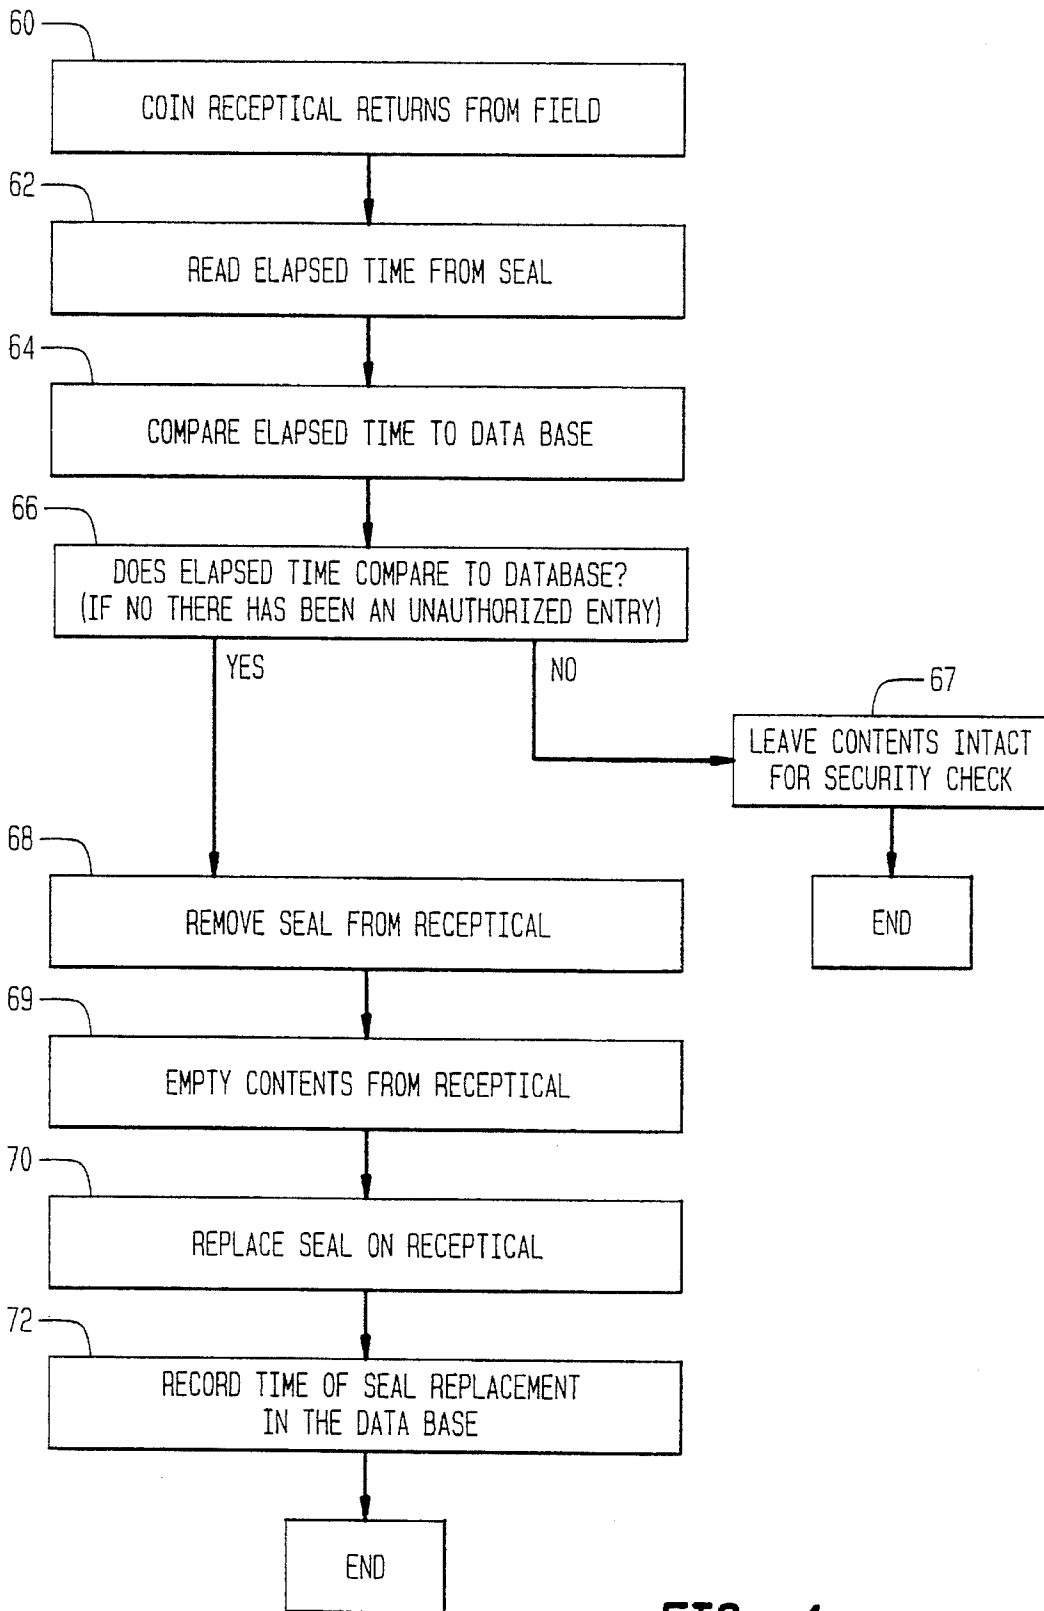 60
COIN RECEPTICAL RETURNS FROM FIELD
62
READ ELAPSED TIME FROM SEAL
64
COMPARE ELAPSED TIME TO DATA BASE
66
DOES ELAPSED TIME COMPARE TO DATABASE?
(IF NO THERE HAS BEEN AN UNAUTHORIZED ENTRY)
YES
NO
67
LEAVE CONTENTS INTACT
FOR SECURITY CHECK
END
68
REMOVE SEAL FROM RECEPTICAL
69
EMPTY CONTENTS FROM RECEPTICAL
70
REPLACE SEAL ON RECEPTICAL
72
RECORD TIME OF SEAL REPLACEMENT
IN THE DATA BASE
END